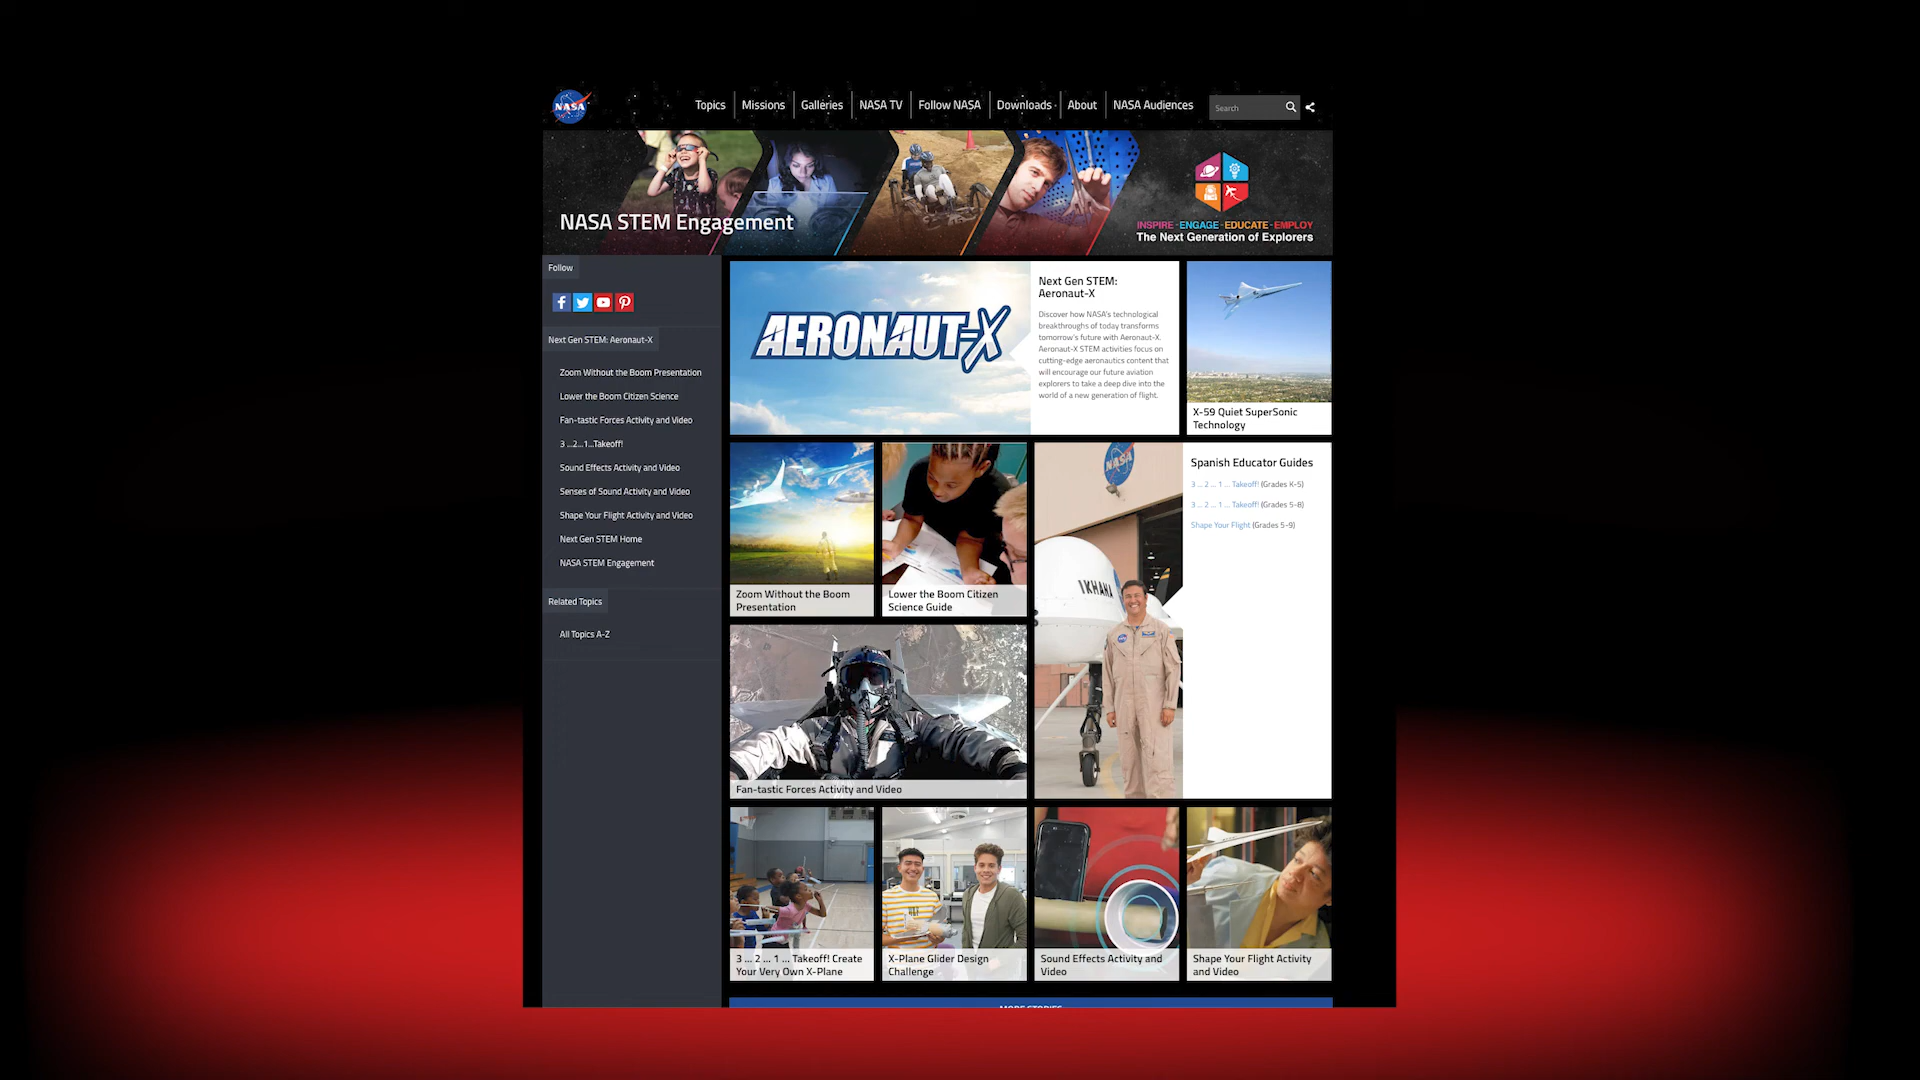 NASA
Topics
Missions
Galleries
NASA TV
Follow NASA
Downloads
About
NASA Audiences
Search
NASA STEM Engagement
INSPIRE - ENGAGE - EDUCATE - EMPLOY
The Next Generation of Explorers
Follow
Next Gen STEM: Aeronaut-X
Zoom Without the Boom Presentation
Lower the Boom Citizen Science
Fan-tastic Forces Activity and Video
3 ...2...1...Takeoff!
Sound Effects Activity and Video
Senses of Sound Activity and Video
Shape Your Flight Activity and Video
Next Gen STEM Home
NASA STEM Engagement
Related Topics
All Topics A-Z
AERONAUT-X
Next Gen STEM:
Aeronaut-X
Discover how NASA's technological
breakthroughs of today transforms
tomorrow's future with Aeronaut-X.
Aeronaut-X STEM activities focus on
cutting-edge aeronautics content that
will encourage our future aviation
explorers to take a deep dive into the
world of a new generation of flight.
X-59 Quiet SuperSonic
Technology
Zoom Without the Boom
Presentation
Lower the Boom Citizen
Science Guide
NASA
IKHANA
Spanish Educator Guides
3 ... 2 ... 1 ... Takeoff! (Grades K-5)
3 ... 2 ... 1 ... Takeoff! (Grades 5-8)
Shape Your Flight (Grades 5-9)
Fan-tastic Forces Activity and Video
3 ... 2 ... 1 ... Takeoff! Create
Your Very Own X-Plane
X-Plane Glider Design
Challenge
Sound Effects Activity and
Video
Shape Your Flight Activity
and Video
MORE STORIES